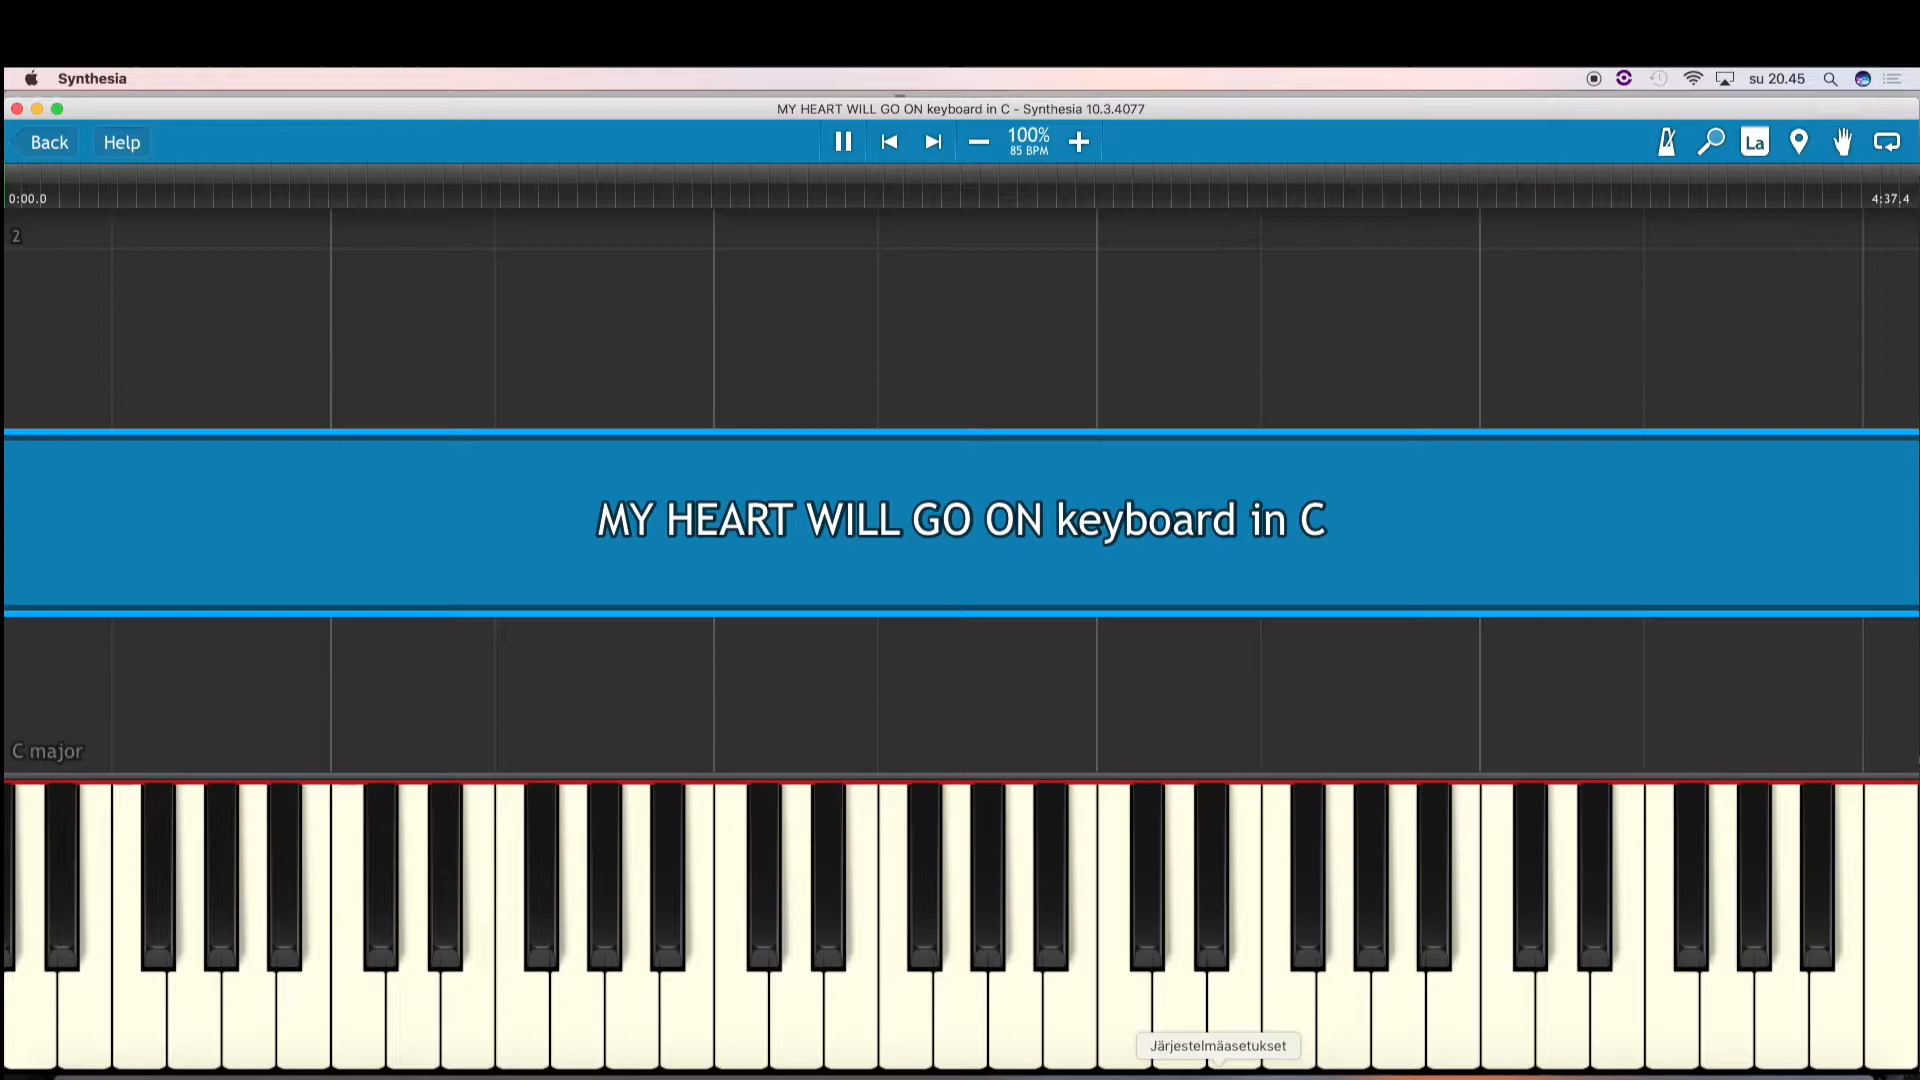 Synthesia
su 20.45
MY HEART WILL GO ON keyboard in C - Synthesia 10.3.4077
Back
Help
100%
85 BPM
La
0:00.0
4:37.4
2
MY HEART WILL GO ON keyboard in C
C major
Järjestelmäasetukset